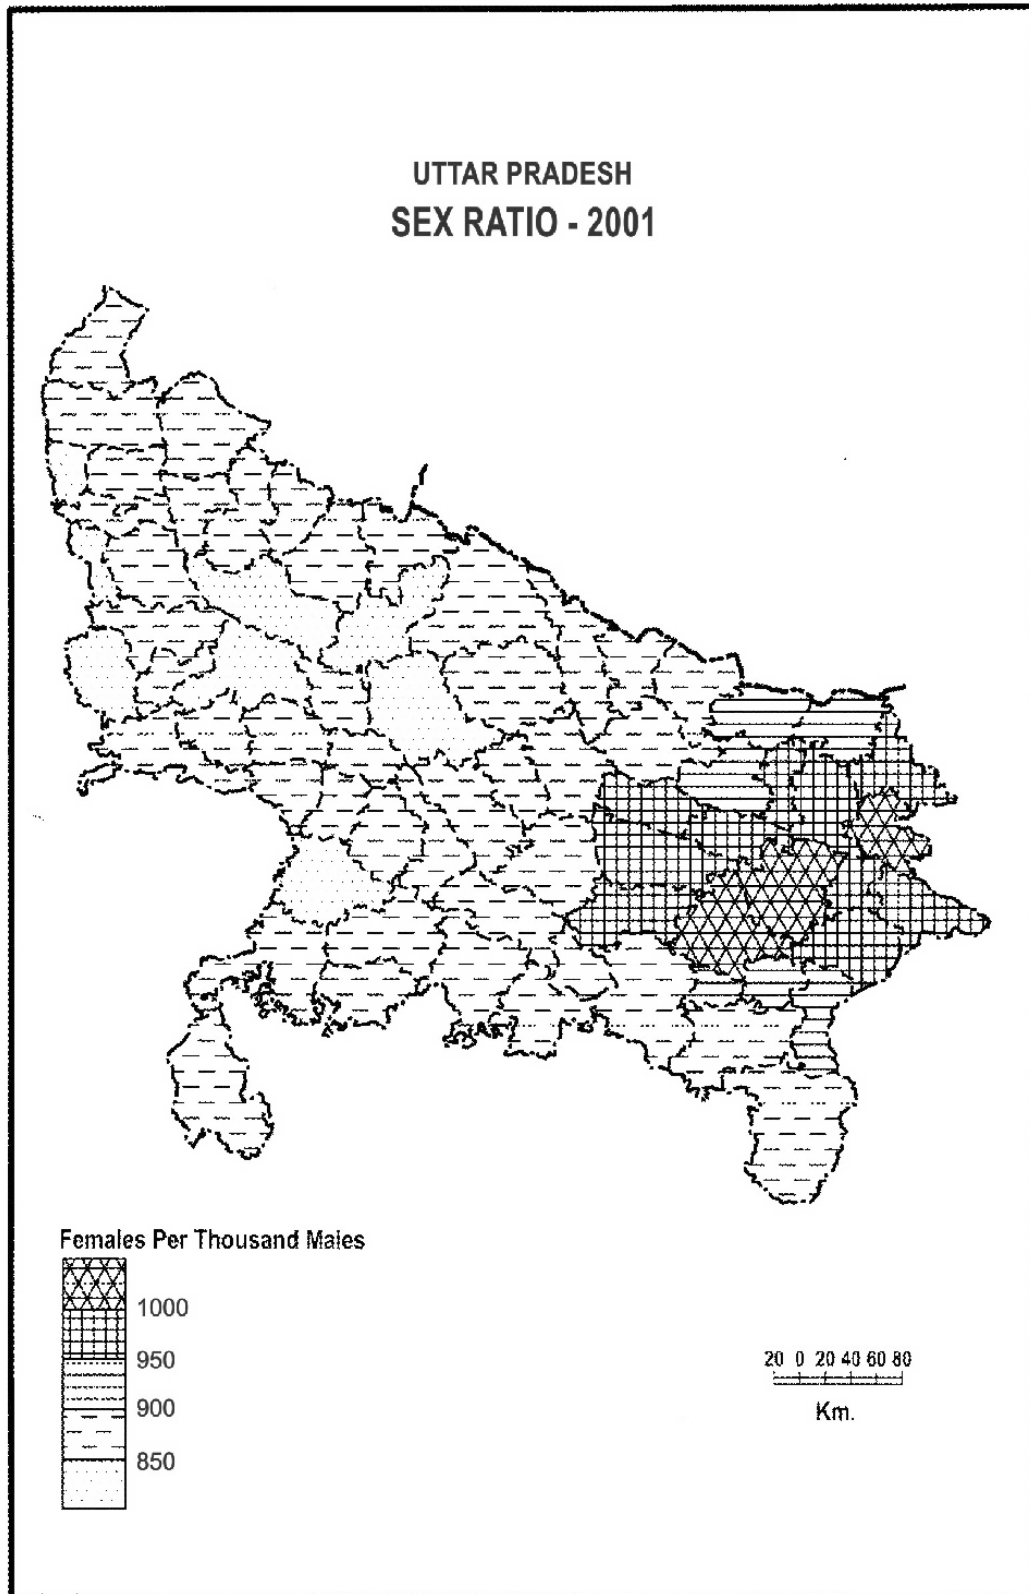 UTTAR PRADESH
SEX RATIO - 2001
Females Per Thousand Males
1000
950
900
850
20 0 20 40 60 80
Km.